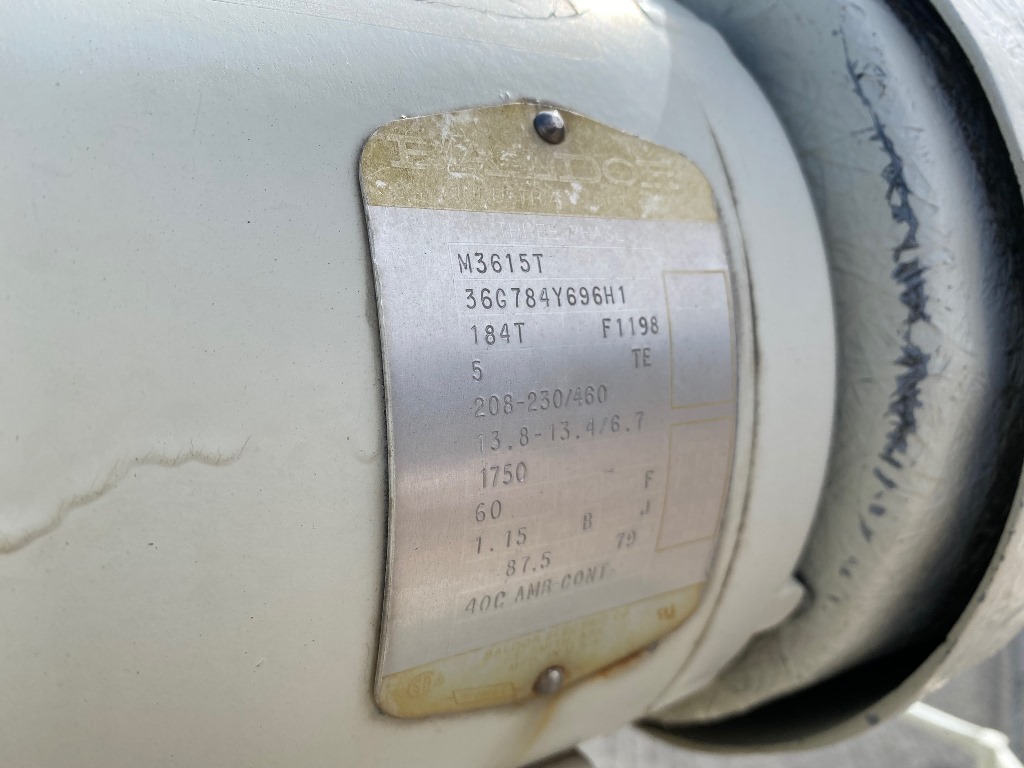 BALDOR
M3615T
36G784Y696H1
184T F1198
5 TE
208-230/460
13.8-13.4/6.7
1750 F
60 J
1.15 B 79
87.5
40C AMB-CONT